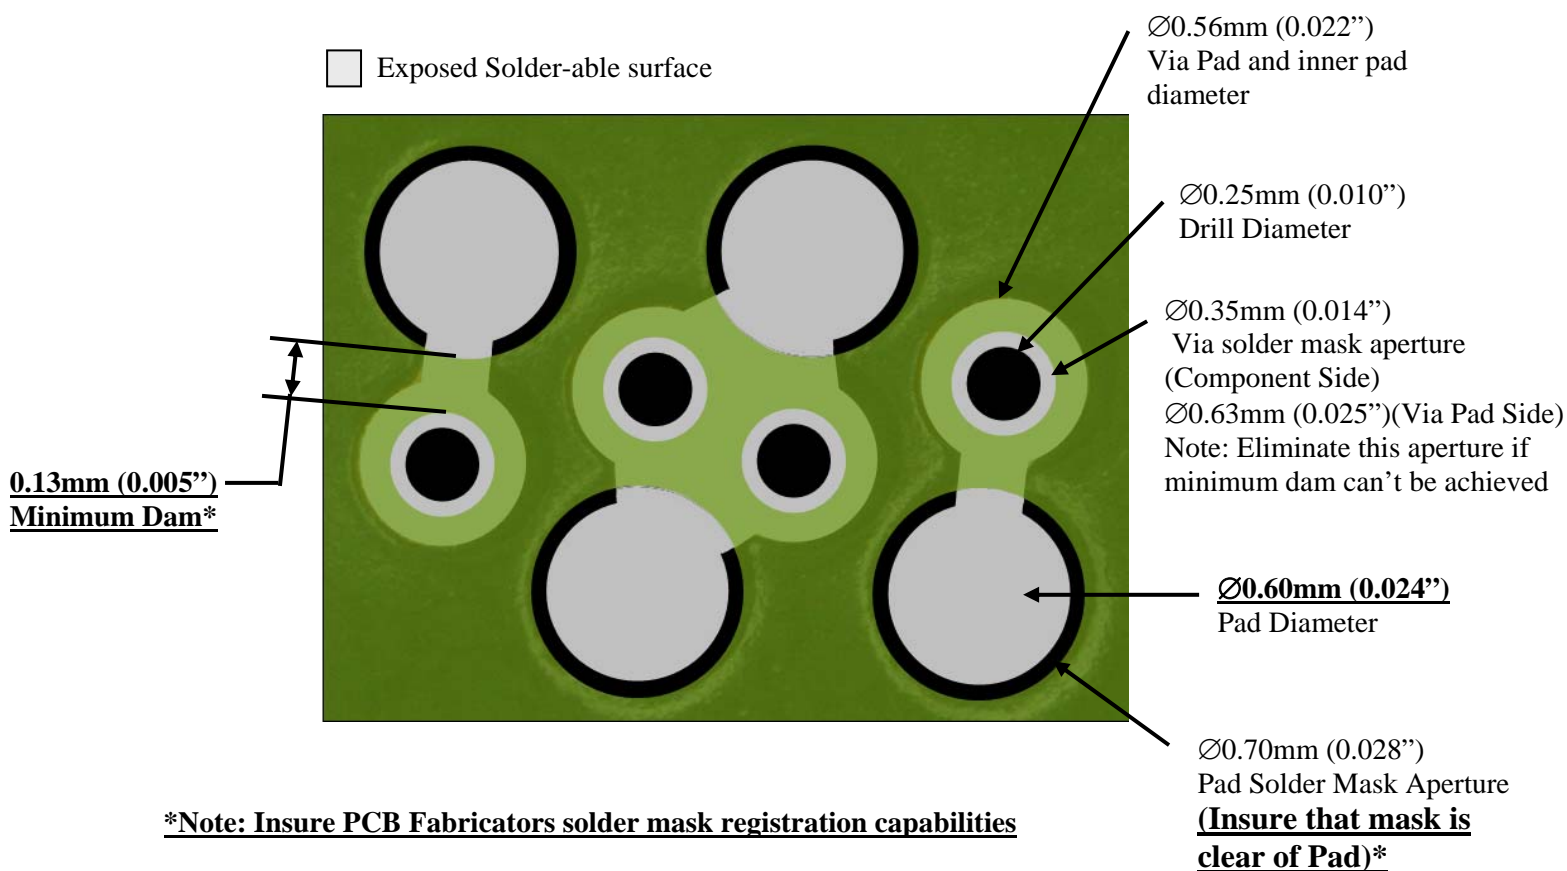 Exposed Solder-able surface
∅0.56mm (0.022”)
Via Pad and inner pad
diameter
∅0.25mm (0.010”)
Drill Diameter
∅0.35mm (0.014”)
Via solder mask aperture
(Component Side)
∅0.63mm (0.025”)(Via Pad Side)
Note: Eliminate this aperture if
minimum dam can’t be achieved
0.13mm (0.005”)
Minimum Dam*
∅0.60mm (0.024”)
Pad Diameter
∅0.70mm (0.028”)
Pad Solder Mask Aperture
(Insure that mask is
clear of Pad)*
*Note: Insure PCB Fabricators solder mask registration capabilities